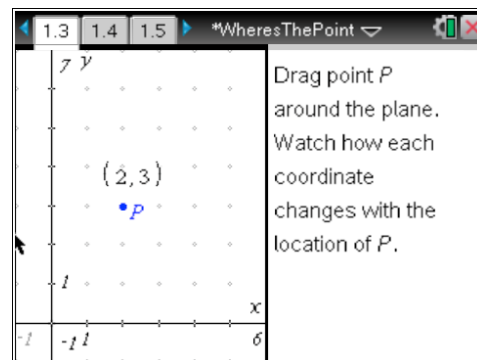 1.3 1.4 1.5 *WheresThePoint
7 y
(2,3)
P
1
x
-1 -1 1 6
Drag point P
around the plane.
Watch how each
coordinate
changes with the
location of P.